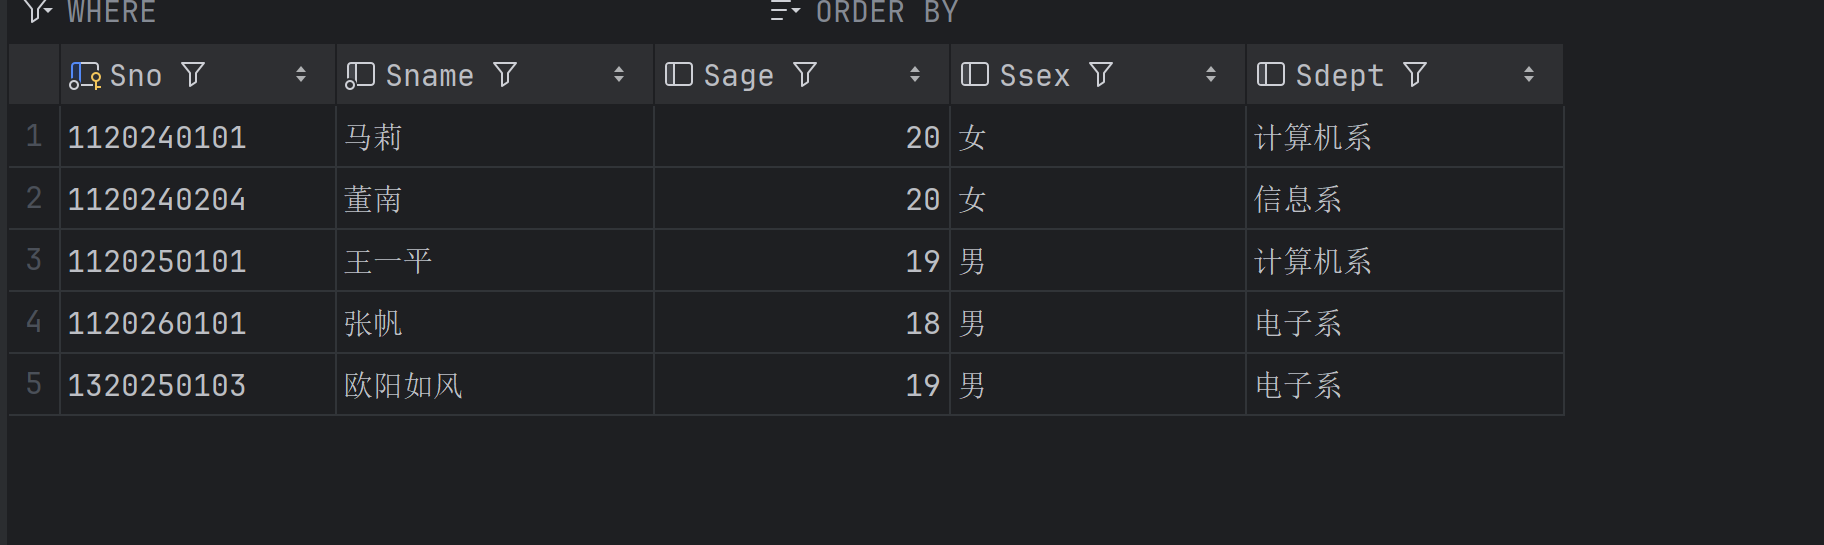 WHERE ORDER BY
Sno Sname Sage Ssex Sdept
1 1120240101 马莉 20 女 计算机系
2 1120240204 董南 20 女 信息系
3 1120250101 王一平 19 男 计算机系
4 1120260101 张帆 18 男 电子系
5 1320250103 欧阳如风 19 男 电子系